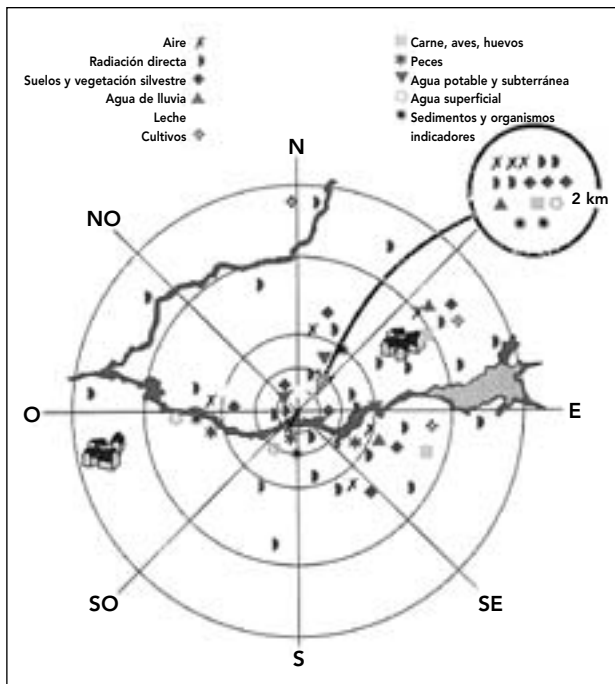 Aire
Radiación directa
Suelos y vegetación silvestre
Agua de lluvia
Leche
Cultivos
Carne, aves, huevos
Peces
Agua potable y subterránea
Agua superficial
Sedimentos y organismos
indicadores
N
2 km
NO
O
E
SO
SE
S